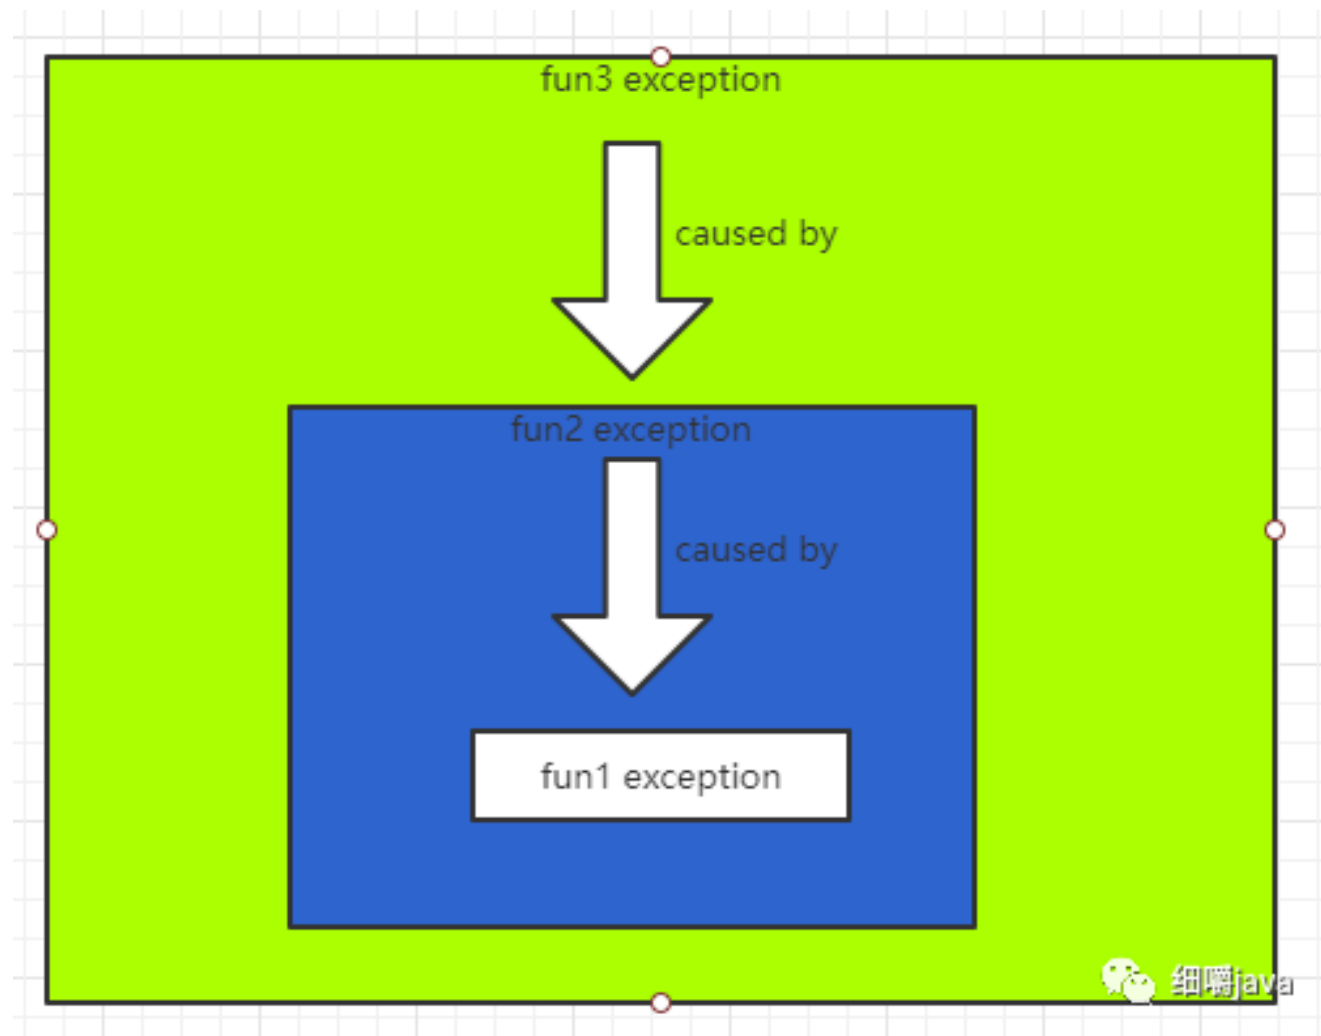 fun3 exception
caused by
fun2 exception
caused by
fun1 exception
细嚼java